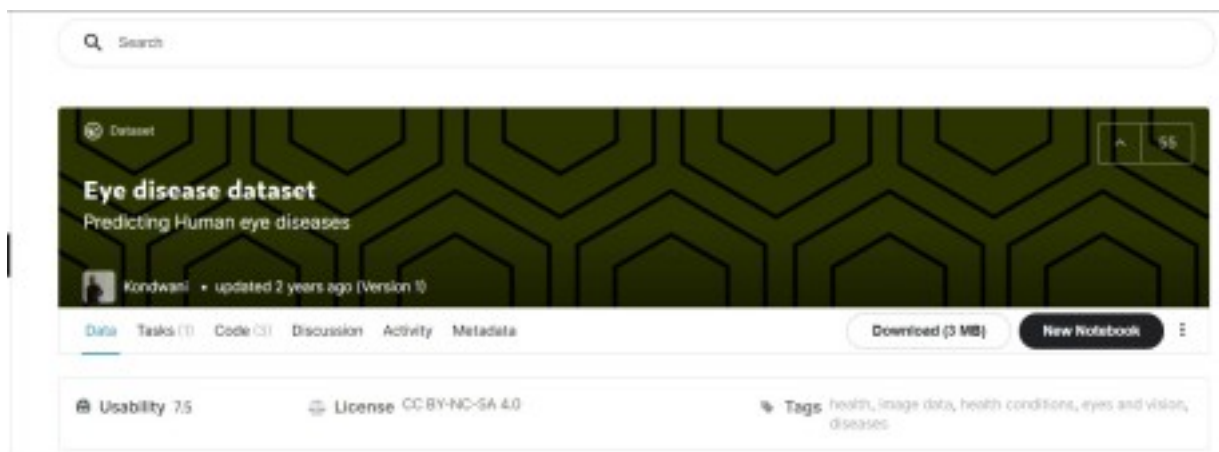 Search
Dataset
55
Eye disease dataset
Predicting Human eye diseases
Kondwani • updated 2 years ago (Version 1)
Data Tasks (1) Code (3) Discussion Activity Metadata Download (3 MB) New Notebook
Usability 7.5 License CC BY-NC-SA 4.0 Tags health, image data, health conditions, eyes and vision,
diseases